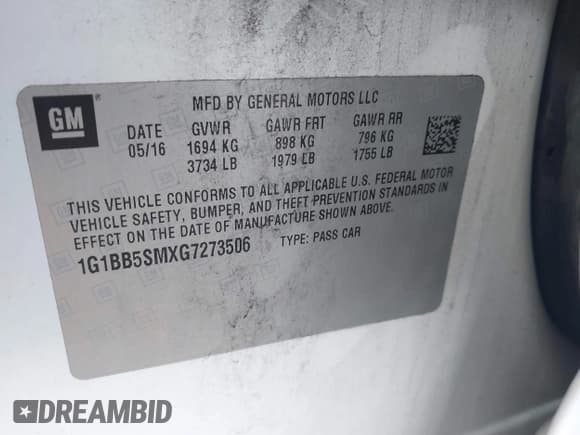 GM®
MFD BY GENERAL MOTORS LLC
DATE GVWR GAWR FRT GAWR RR
05/16 1694 KG 898 KG 796 KG
3734 LB 1979 LB 1755 LB
THIS VEHICLE CONFORMS TO ALL APPLICABLE U.S. FEDERAL MOTOR
VEHICLE SAFETY, BUMPER, AND THEFT PREVENTION STANDARDS IN
EFFECT ON THE DATE OF MANUFACTURE SHOWN ABOVE.
1G1BB5SMXG7273506 TYPE: PASS CAR
DREAMBID